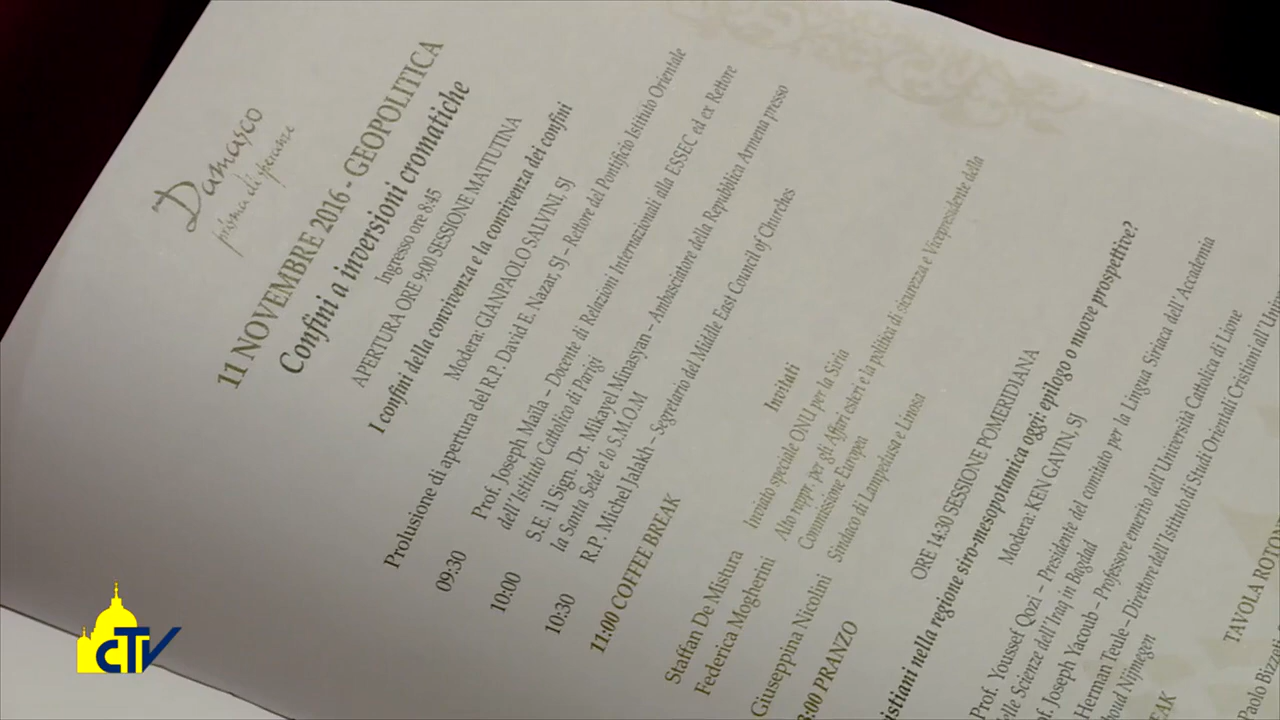 Damasco
prisma di speranze
11 NOVEMBRE 2016 - GEOPOLITICA
Confini a inversioni cromatiche
Ingresso ore 8:45
APERTURA ORE 9:00 SESSIONE MATTUTINA
I confini della convivenza e la convivenza dei confini
Modera: GIANPAOLO SALVINI, SJ
Prolusione di apertura del R.P. David E. Nazar, SJ – Rettore del Pontificio Istituto Orientale
09:30 Prof. Joseph Maïla – Docente di Relazioni Internazionali alla ESSEC ed ex Rettore
dell'Istituto Cattolico di Parigi
10:00 S.E. il Sign. Dr. Mikayel Minasyan – Ambasciatore della Repubblica Armena presso
la Santa Sede e lo S.M.O.M
10:30 R.P. Michel Jalakh – Segretario del Middle East Council of Churches
11:00 COFFEE BREAK
Invitati
Staffan De Mistura Inviato speciale ONU per la Siria
Federica Mogherini Alto rappr. per gli Affari esteri e la politica di sicurezza e Vicepresidente della
Commissione Europea
Giuseppina Nicolini Sindaco di Lampedusa e Linosa
:00 PRANZO
ORE 14:30 SESSIONE POMERIDIANA
istiani nella regione siro-mesopotamica oggi: epilogo o nuove prospettive?
Modera: KEN GAVIN, SJ
Prof. Youssef Qozi – Presidente del comitato per la Lingua Siriaca dell'Accademia
elle Scienze dell'Iraq in Bagdad
of. Joseph Yacoub – Professore emerito dell'Università Cattolica di Lione
Herman Teule – Direttore dell'Istituto di Studi Orientali Cristiani all'Uni
oud Nijmegen
EAK
TAVOLA ROTON
Paolo Bizzeti
CTV